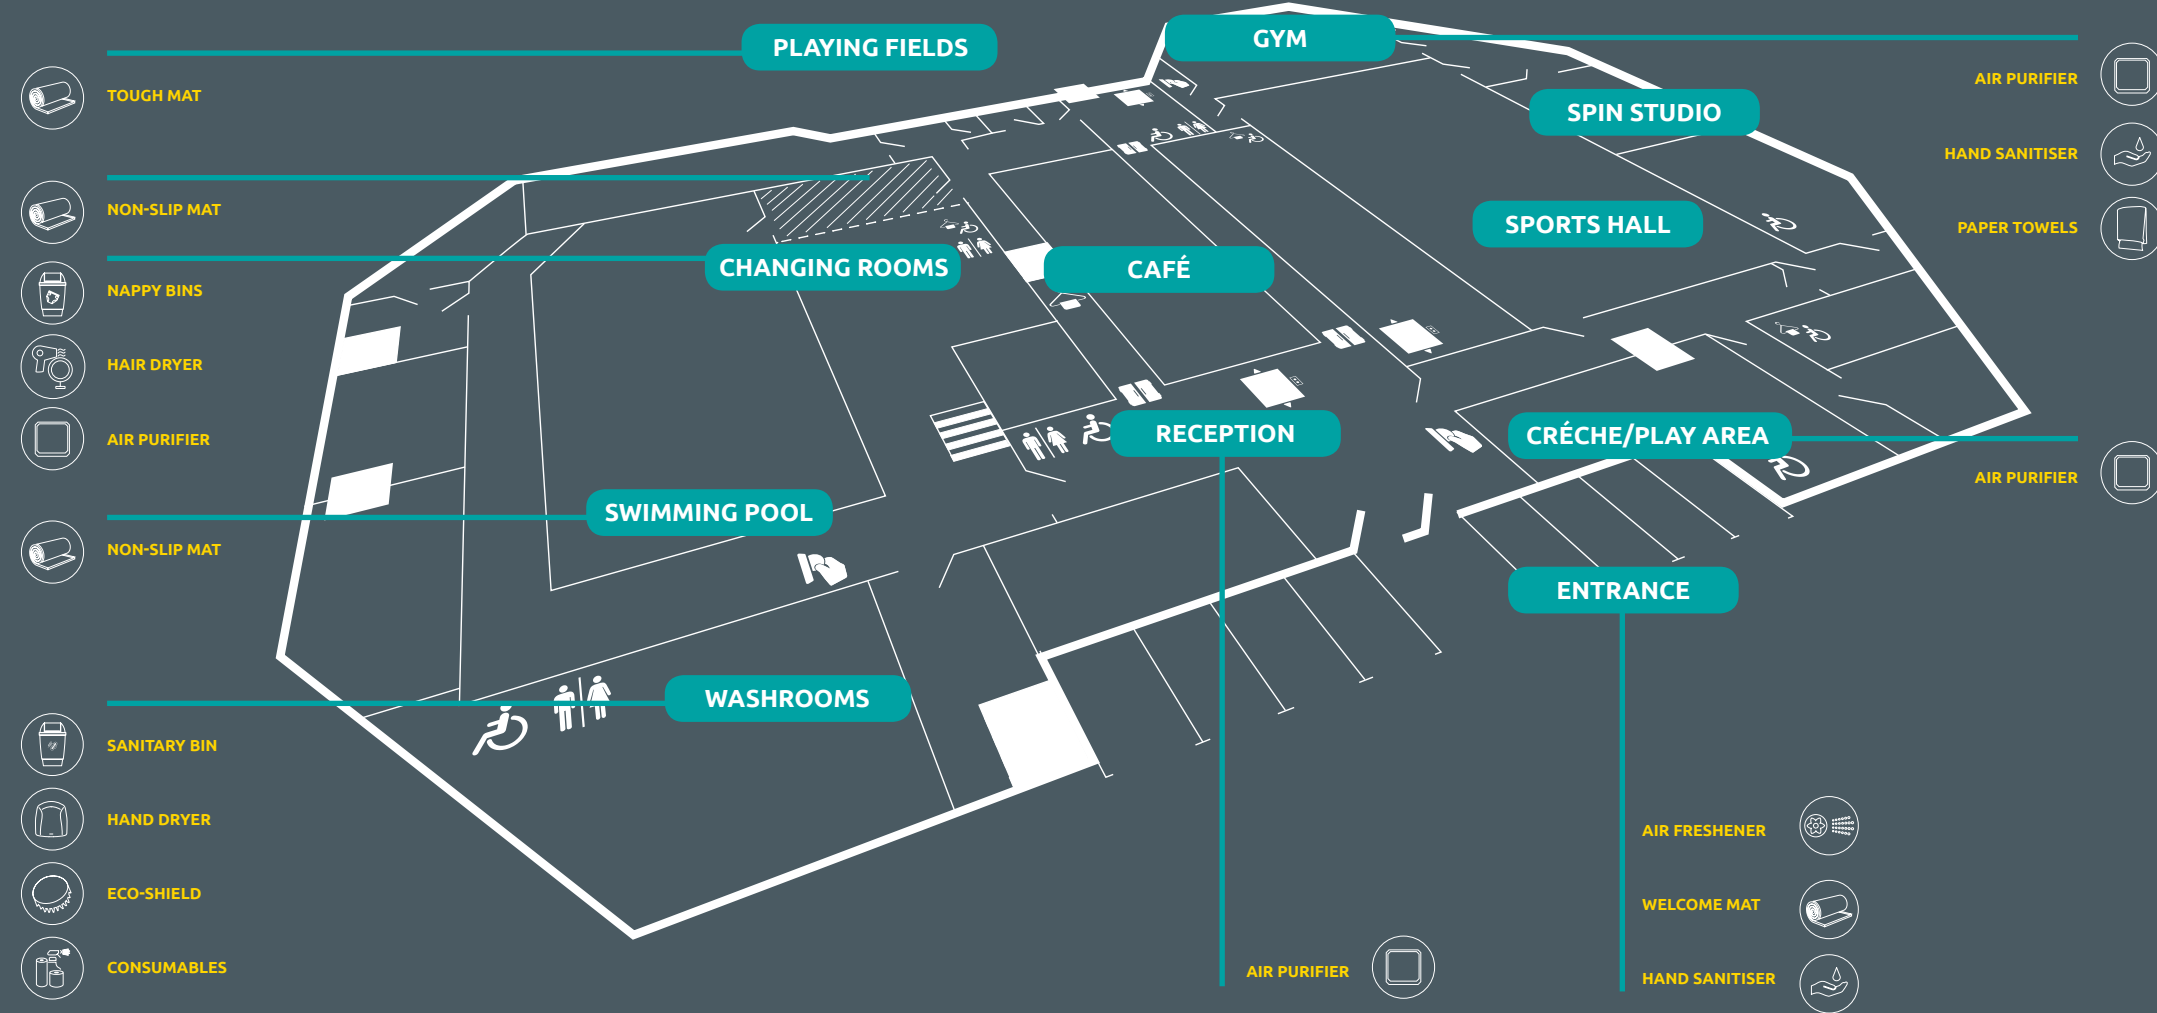 PLAYING FIELDS
GYM
TOUGH MAT
AIR PURIFIER
SPIN STUDIO
HAND SANITISER
NON-SLIP MAT
SPORTS HALL
PAPER TOWELS
CHANGING ROOMS
CAFÉ
NAPPY BINS
HAIR DRYER
AIR PURIFIER
RECEPTION
CRÉCHE/PLAY AREA
AIR PURIFIER
SWIMMING POOL
NON-SLIP MAT
ENTRANCE
WASHROOMS
SANITARY BIN
HAND DRYER
ECO-SHIELD
CONSUMABLES
AIR PURIFIER
AIR FRESHENER
WELCOME MAT
HAND SANITISER